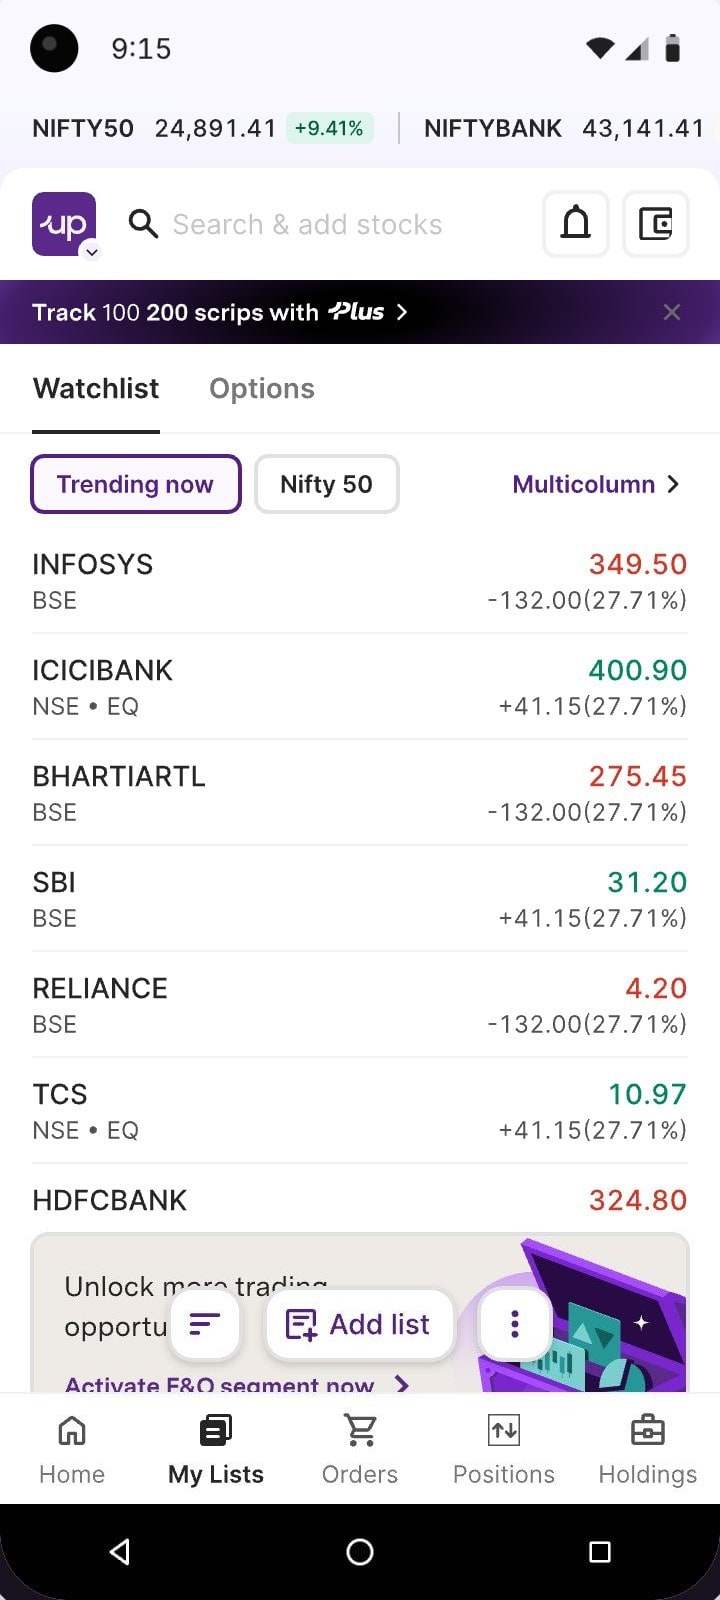 9:15
NIFTY50 24,891.41 +9.41% NIFTYBANK 43,141.41
up Search & add stocks
Track 100 200 scrips with Plus
Watchlist Options
Trending now Nifty 50 Multicolumn
INFOSYS 349.50
BSE -132.00(27.71%)
ICICIBANK 400.90
NSE • EQ +41.15(27.71%)
BHARTIARTL 275.45
BSE -132.00(27.71%)
SBI 31.20
BSE +41.15(27.71%)
RELIANCE 4.20
BSE -132.00(27.71%)
TCS 10.97
NSE • EQ +41.15(27.71%)
HDFCBANK 324.80
Unlock more trading
opportu
Add list
Activate F&O segment now
Home My Lists Orders Positions Holdings